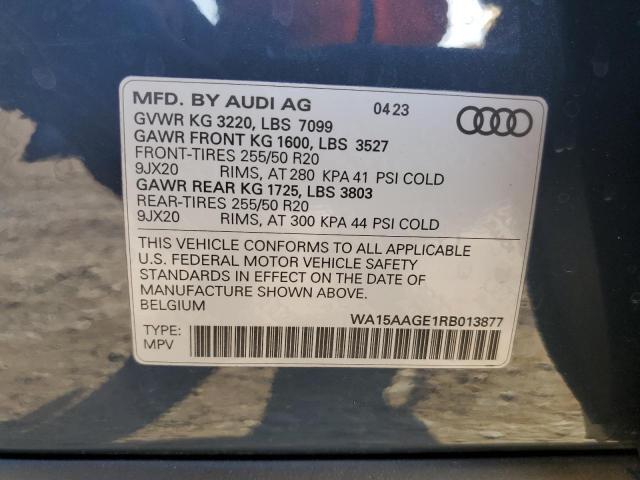 MFD. BY AUDI AG 0423
GVWR KG 3220, LBS 7099
GAWR FRONT KG 1600, LBS 3527
FRONT-TIRES 255/50 R20
9JX20 RIMS, AT 280 KPA 41 PSI COLD
GAWR REAR KG 1725, LBS 3803
REAR-TIRES 255/50 R20
9JX20 RIMS, AT 300 KPA 44 PSI COLD
THIS VEHICLE CONFORMS TO ALL APPLICABLE
U.S. FEDERAL MOTOR VEHICLE SAFETY
STANDARDS IN EFFECT ON THE DATE OF
MANUFACTURE SHOWN ABOVE.
BELGIUM
WA15AAGE1RB013877
TYPE:
MPV